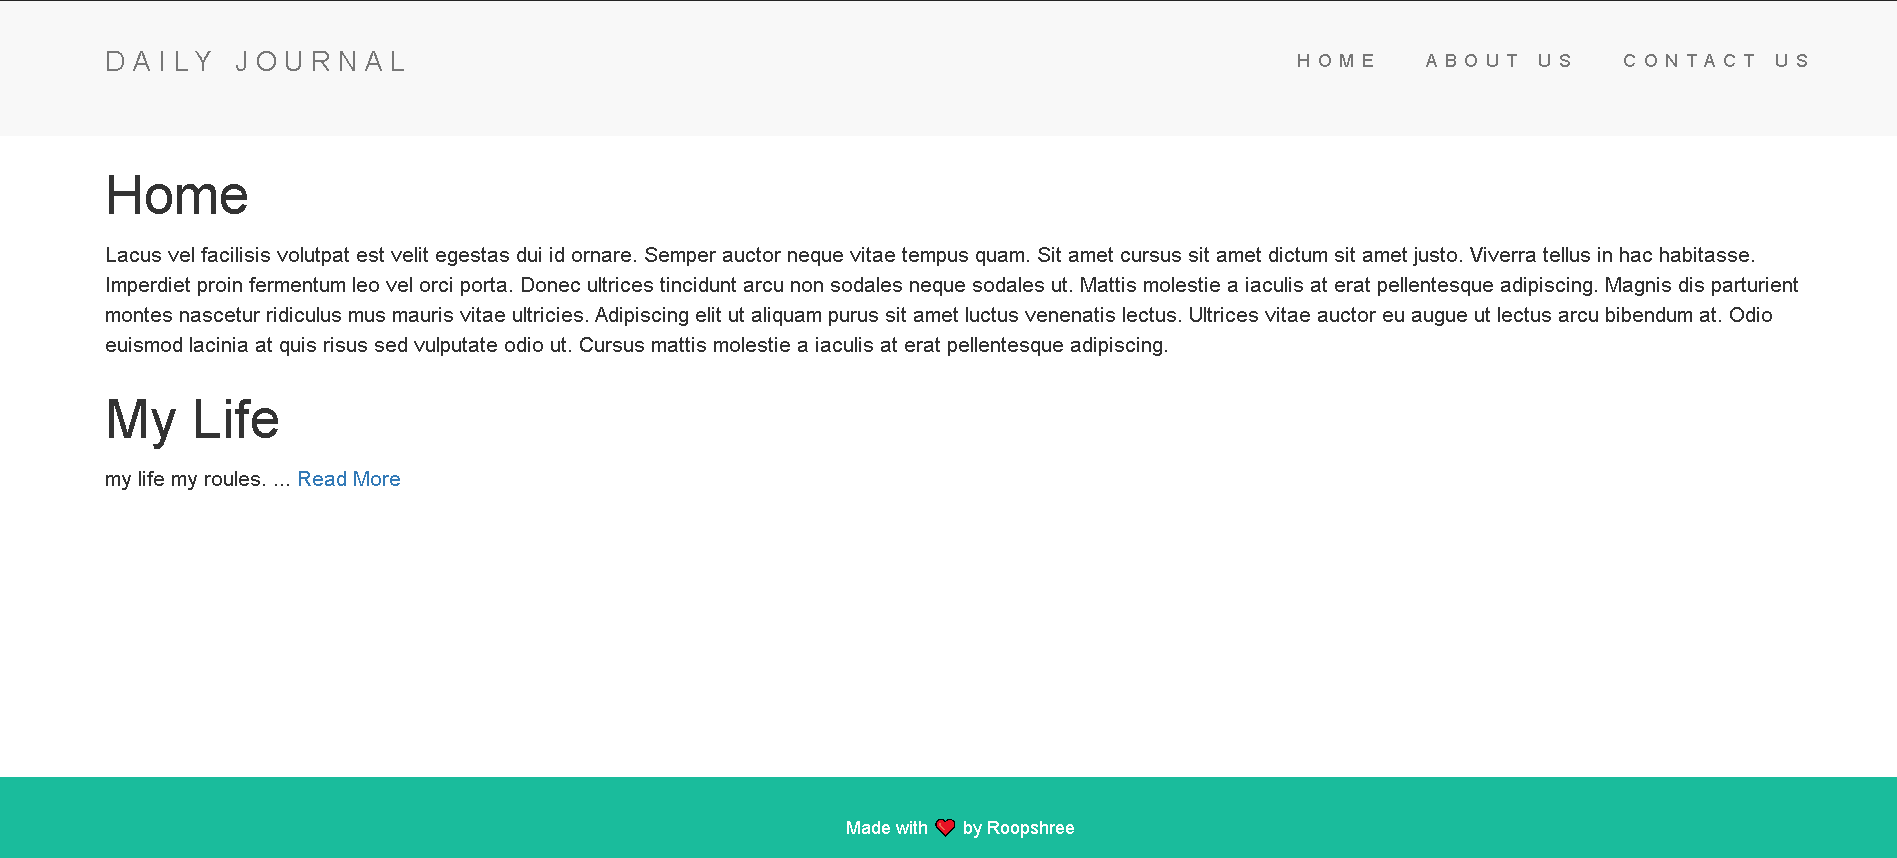 DAILY JOURNAL
HOME ABOUT US CONTACT US
Home
Lacus vel facilisis volutpat est velit egestas dui id ornare. Semper auctor neque vitae tempus quam. Sit amet cursus sit amet dictum sit amet justo. Viverra tellus in hac habitasse.
Imperdiet proin fermentum leo vel orci porta. Donec ultrices tincidunt arcu non sodales neque sodales ut. Mattis molestie a iaculis at erat pellentesque adipiscing. Magnis dis parturient
montes nascetur ridiculus mus mauris vitae ultricies. Adipiscing elit ut aliquam purus sit amet luctus venenatis lectus. Ultrices vitae auctor eu augue ut lectus arcu bibendum at. Odio
euismod lacinia at quis risus sed vulputate odio ut. Cursus mattis molestie a iaculis at erat pellentesque adipiscing.
My Life
my life my roules. ... Read More
Made with ❤ by Roopshree